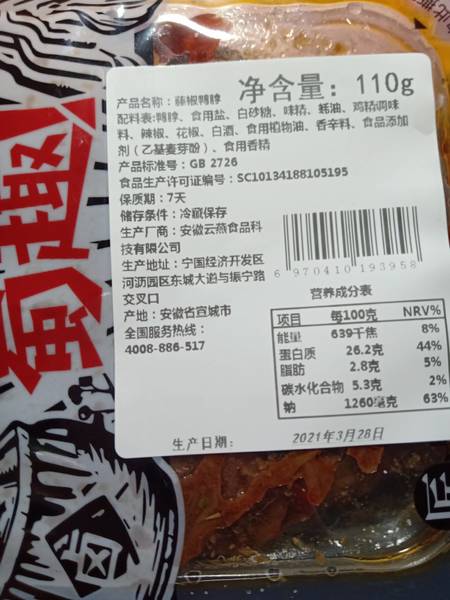 净含量：110g
产品名称：藤椒鸭脖
配料表:鸭脖、食用盐、白砂糖、味精、蚝油、鸡精调味
料、辣椒、花椒、白酒、食用植物油、香辛料、食品添加
剂（乙基麦芽酚）、食用香精
产品标准号：GB 2726
食品生产许可证编号：SC10134188105195
保质期：7天
储存条件：冷藏保存
生产厂商：安徽云燕食品科
技有限公司
生产地址：宁国经济开发区
河沥园区东城大道与振宁路
交叉口
产地：安徽省宣城市
全国服务热线：
4008-886-517
6 970410 193958
营养成分表
项目 每100克 NRV%
能量 639千焦 8%
蛋白质 26.2克 44%
脂肪 2.8克 5%
碳水化合物 5.3克 2%
钠 1260毫克 63%
生产日期： 2021年3月28日
蜀趣
卤
匠